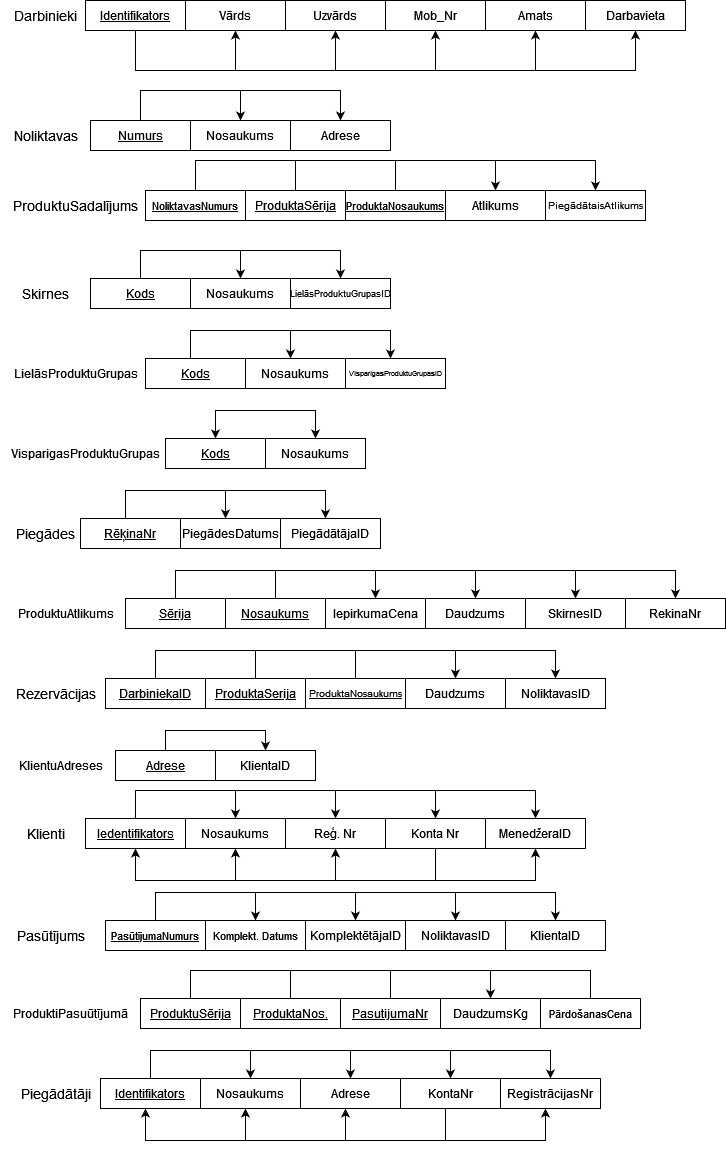 Darbinieki Identifikators Vārds Uzvārds Mob_Nr Amats Darbavieta
Noliktavas Numurs Nosaukums Adrese
ProduktuSadalījums NoliktavasNumurs ProduktaSērija ProduktaNosaukums Atlikums PiegādātaisAtlikums
Skirnes Kods Nosaukums LielāsProduktuGrupasID
LielāsProduktuGrupas Kods Nosaukums VisparigasProduktuGrupasID
VisparigasProduktuGrupas Kods Nosaukums
Piegādes RēķinaNr PiegādesDatums PiegādātājaID
ProduktuAtlikums Sērija Nosaukums IepirkumaCena Daudzums SkirnesID RekinaNr
Rezervācijas DarbiniekaID ProduktaSerija ProduktaNosaukums Daudzums NoliktavasID
KlientuAdreses Adrese KlientaID
Klienti Iedentifikators Nosaukums Reģ. Nr Konta Nr MenedžeraID
Pasūtījums PasūtījumaNumurs Komplekt. Datums KomplektētājaID NoliktavasID KlientaID
ProduktiPasuūtījumā ProduktuSērija ProduktaNos. PasutijumaNr DaudzumsKg PārdošanasCena
Piegādātāji Identifikators Nosaukums Adrese KontaNr RegistrācijasNr